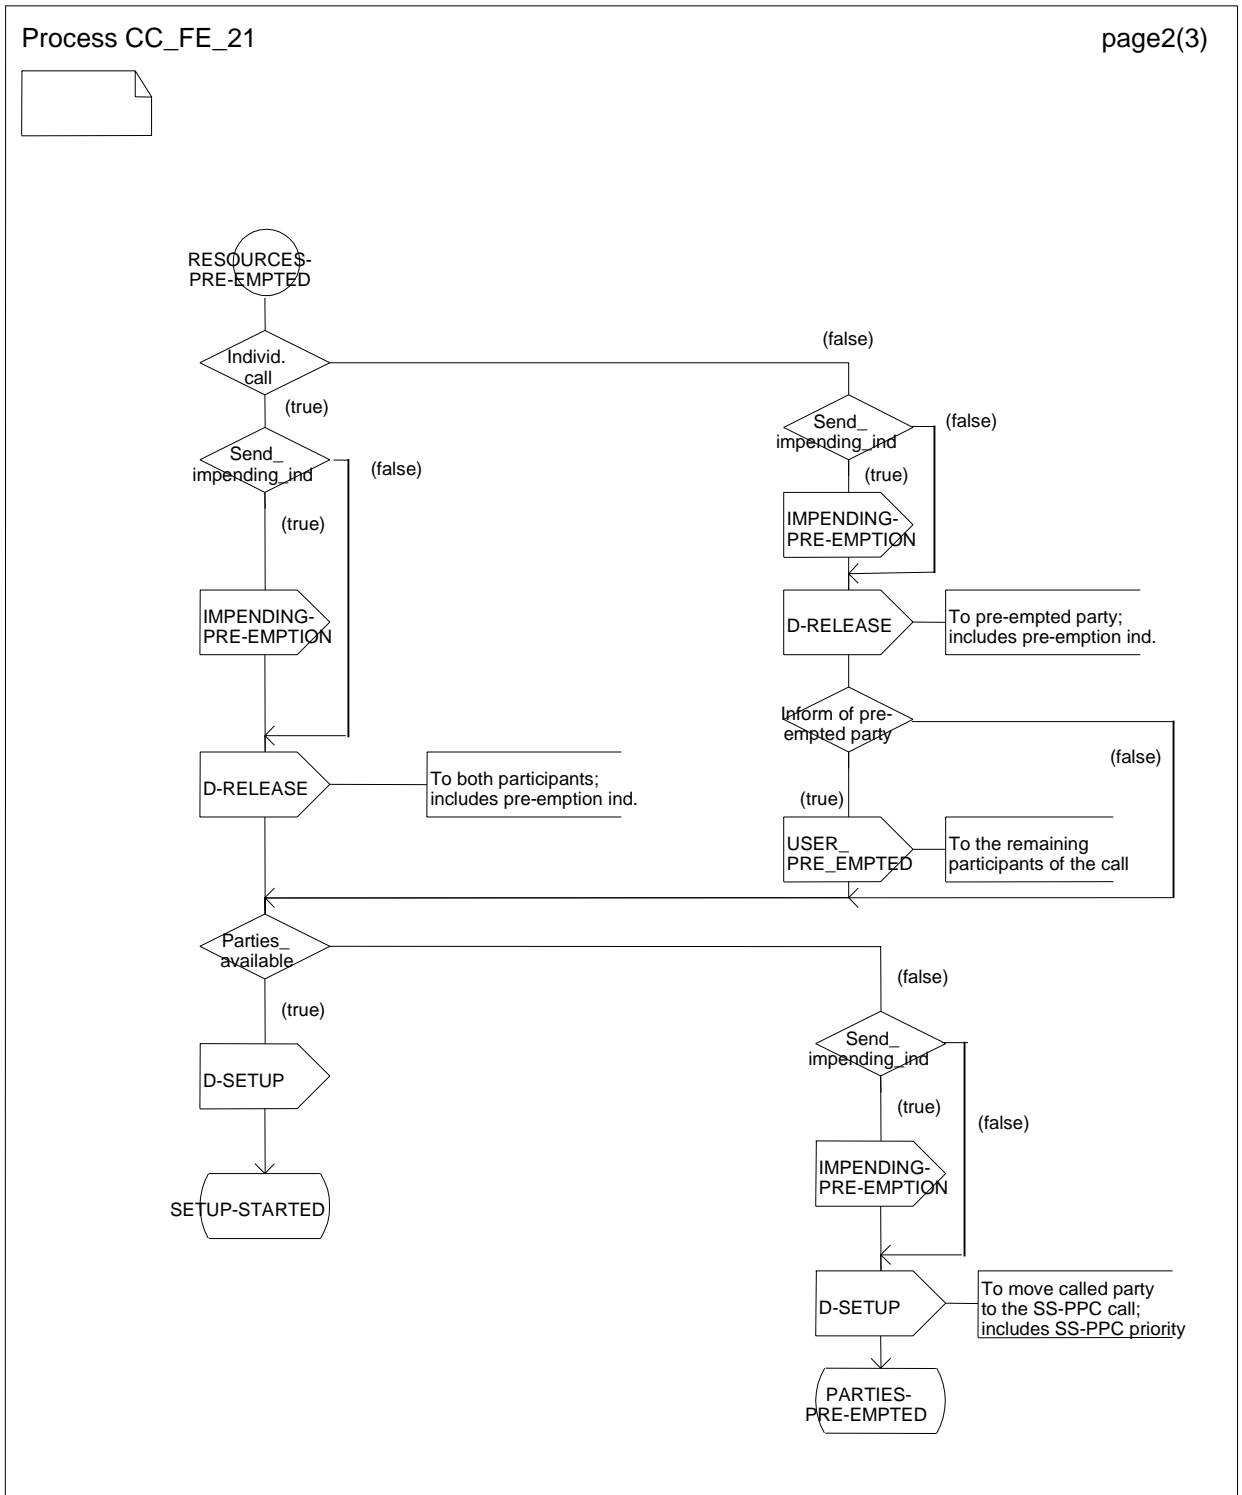 Process CC_FE_21
page2(3)
RESOURCES-
PRE-EMPTED
Individ.
call
(false)
(true)
Send_
impending_ind
(false)
(true)
IMPENDING-
PRE-EMPTION
D-RELEASE
To both participants;
includes pre-emption ind.
Send_
impending_ind
(false)
(true)
IMPENDING-
PRE-EMPTION
D-RELEASE
To pre-empted party;
includes pre-emption ind.
Inform of pre-
empted party
(false)
(true)
USER_
PRE_EMPTED
To the remaining
participants of the call
Parties_
available
(false)
(true)
D-SETUP
SETUP-STARTED
Send_
impending_ind
(true)
(false)
IMPENDING-
PRE-EMPTION
D-SETUP
To move called party
to the SS-PPC call;
includes SS-PPC priority
PARTIES-
PRE-EMPTED